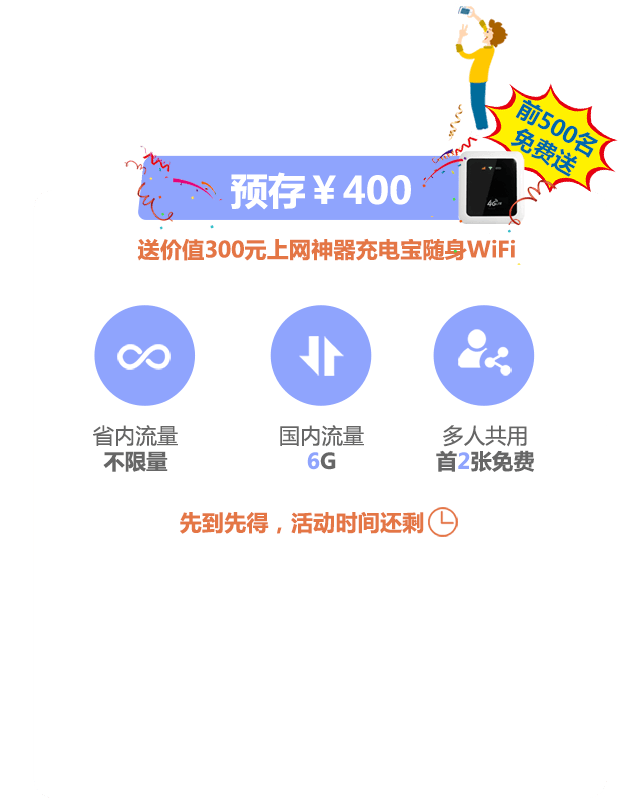 前500名
免费送
预存￥400
4G
送价值300元上网神器充电宝随身WiFi
省内流量
不限量
国内流量
6G
多人共用
首2张免费
先到先得，活动时间还剩